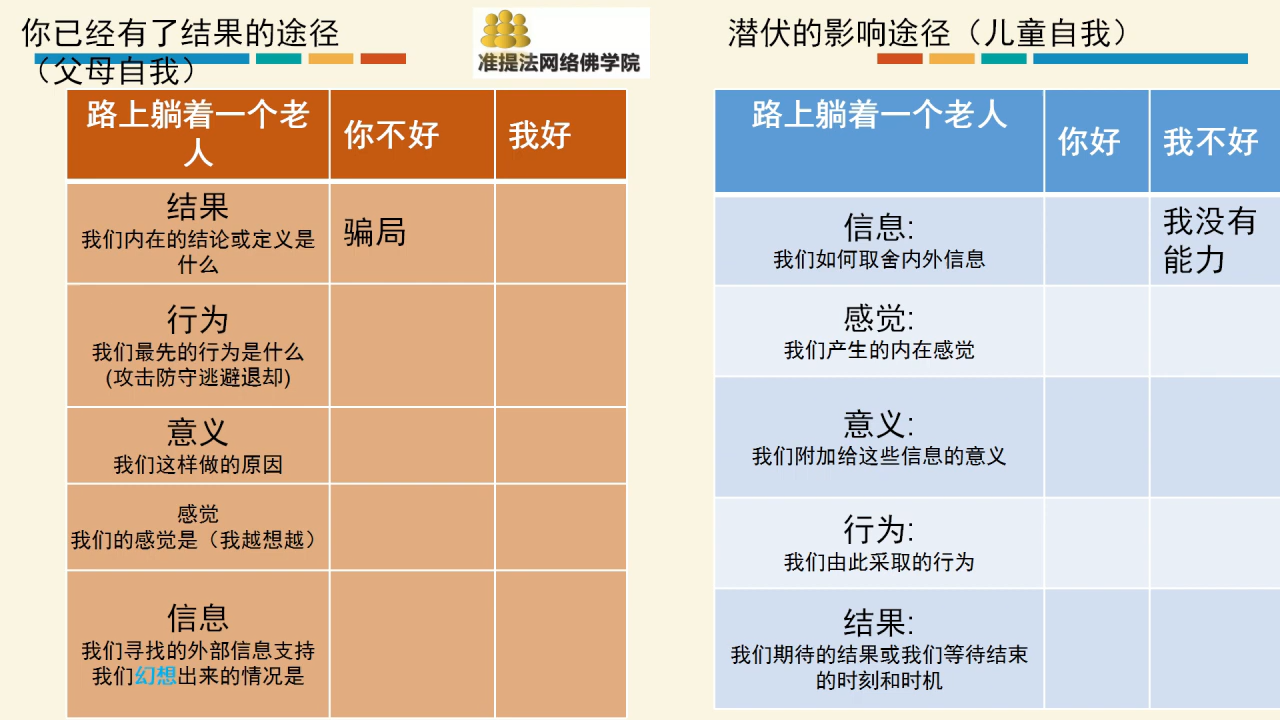 你已经有了结果的途径
（父母自我）
准提法网络佛学院
潜伏的影响途径（儿童自我）
路上躺着一个老
人
你不好
我好
结果
我们内在的结论或定义是
什么
骗局
行为
我们最先的行为是什么
(攻击防守逃避退却)
意义
我们这样做的原因
感觉
我们的感觉是（我越想越）
信息
我们寻找的外部信息支持
我们幻想出来的情况是
路上躺着一个老人
你好
我不好
信息:
我们如何取舍内外信息
我没有
能力
感觉:
我们产生的内在感觉
意义:
我们附加给这些信息的意义
行为:
我们由此采取的行为
结果:
我们期待的结果或我们等待结束
的时刻和时机